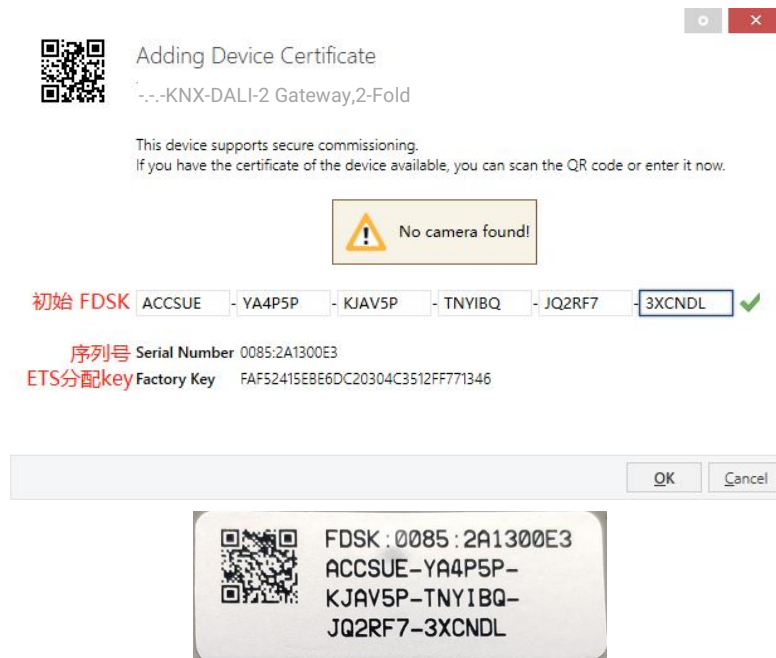 Adding Device Certificate
-.-.-KNX-DALI-2 Gateway,2-Fold
This device supports secure commissioning.
If you have the certificate of the device available, you can scan the QR code or enter it now.
No camera found!
初始 FDSK ACCSUE - YA4P5P - KJAV5P - TNYIBQ - JQ2RF7 - 3XCNDL
序列号 Serial Number 0085:2A1300E3
ETS分配key Factory Key FAF52415EBE6DC20304C3512FF771346
OK Cancel
FDSK:0085:2A1300E3
ACCSUE-YA4P5P-
KJAV5P-TNYIBQ-
JQ2RF7-3XCNDL